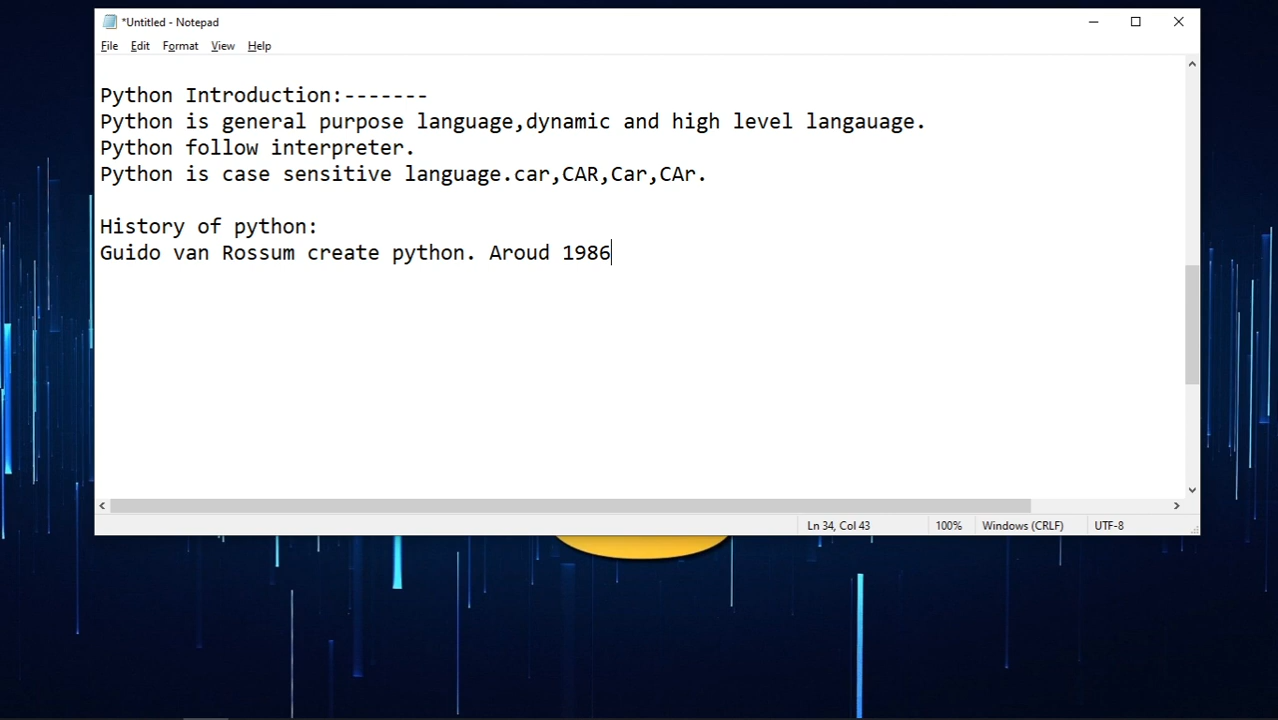 *Untitled - Notepad
File Edit Format View Help
Python Introduction:-------
Python is general purpose language,dynamic and high level langauage.
Python follow interpreter.
Python is case sensitive language.car,CAR,Car,CAr.
History of python:
Guido van Rossum create python. Aroud 1986
Ln 34, Col 43 100% Windows (CRLF) UTF-8